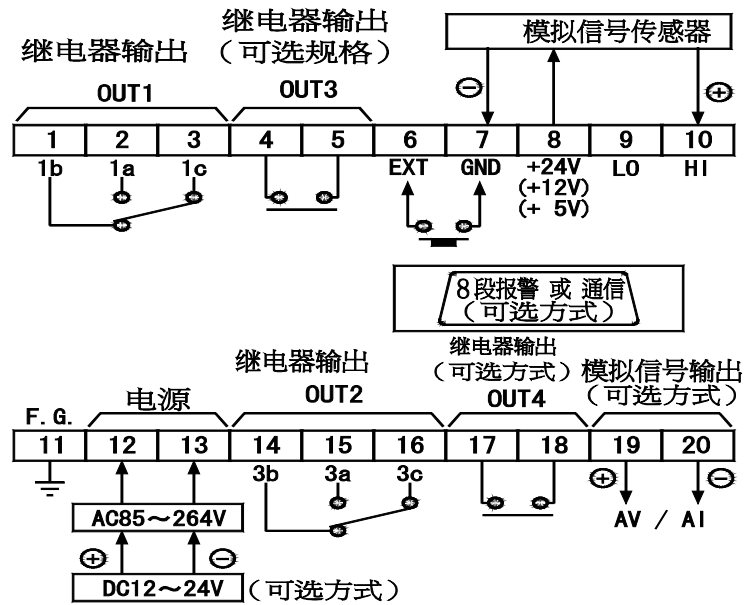 继电器输出
继电器输出
（可选规格）
模拟信号传感器
OUT1
OUT3
⊖
⊕
1 2 3 4 5 6 7 8 9 10
1b 1a 1c EXT GND +24V LO HI
(+12V)
(+ 5V)
8段报警 或 通信
（可选方式）
继电器输出
OUT2
继电器输出
（可选方式）
OUT4
模拟信号输出
（可选方式）
F.G.
电源
11 12 13 14 15 16 17 18 19 20
3b 3a 3c
⊕ ⊖
AV / AI
AC85～264V
⊕ ⊖
DC12～24V（可选方式）